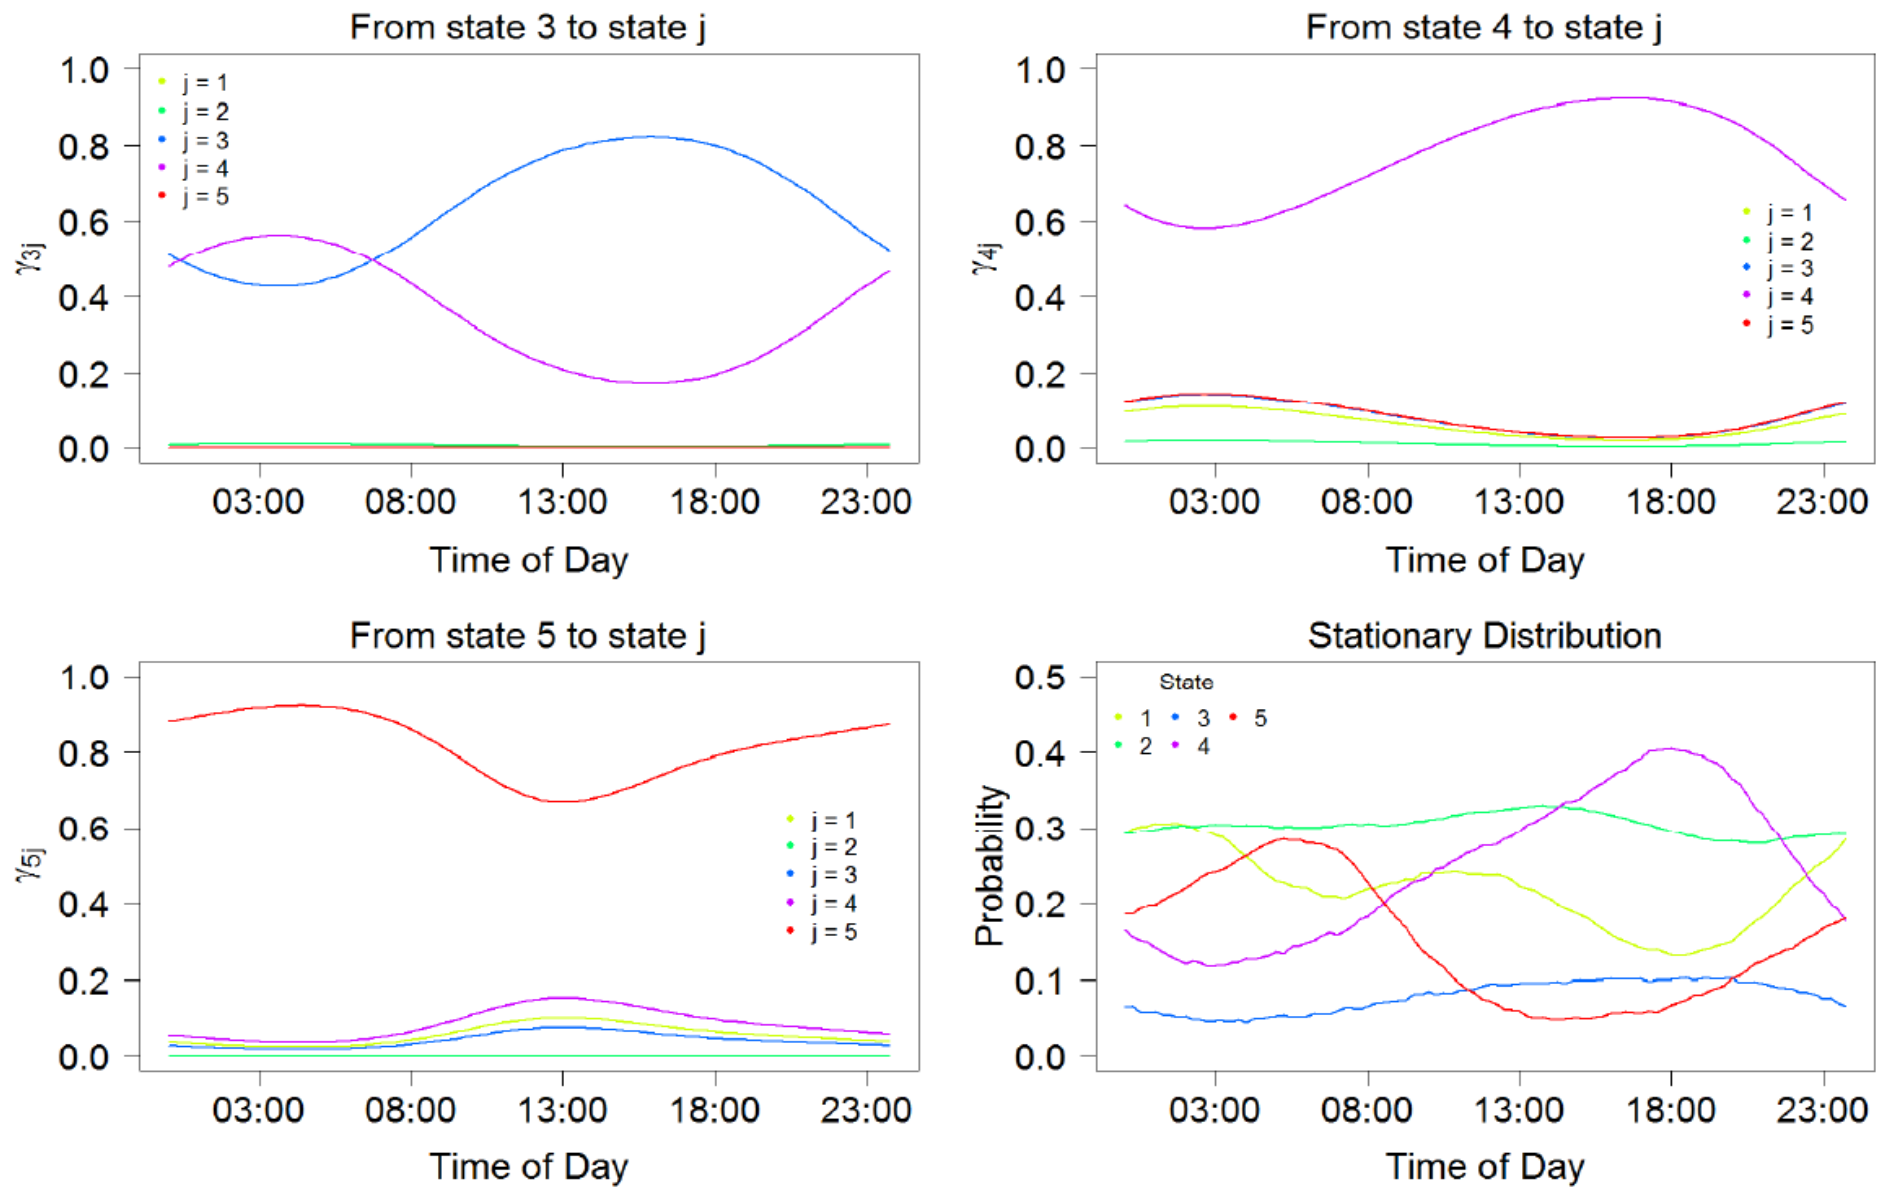 From state 3 to state j
1.0
0.8
0.6
0.4
0.2
0.0
γ3j
j = 1
j = 2
j = 3
j = 4
j = 5
03:00 08:00 13:00 18:00 23:00
Time of Day
From state 4 to state j
1.0
0.8
0.6
0.4
0.2
0.0
γ4j
j = 1
j = 2
j = 3
j = 4
j = 5
03:00 08:00 13:00 18:00 23:00
Time of Day
From state 5 to state j
1.0
0.8
0.6
0.4
0.2
0.0
γ5j
j = 1
j = 2
j = 3
j = 4
j = 5
03:00 08:00 13:00 18:00 23:00
Time of Day
Stationary Distribution
0.5
0.4
0.3
0.2
0.1
0.0
Probability
State
1 3 5
2 4
03:00 08:00 13:00 18:00 23:00
Time of Day